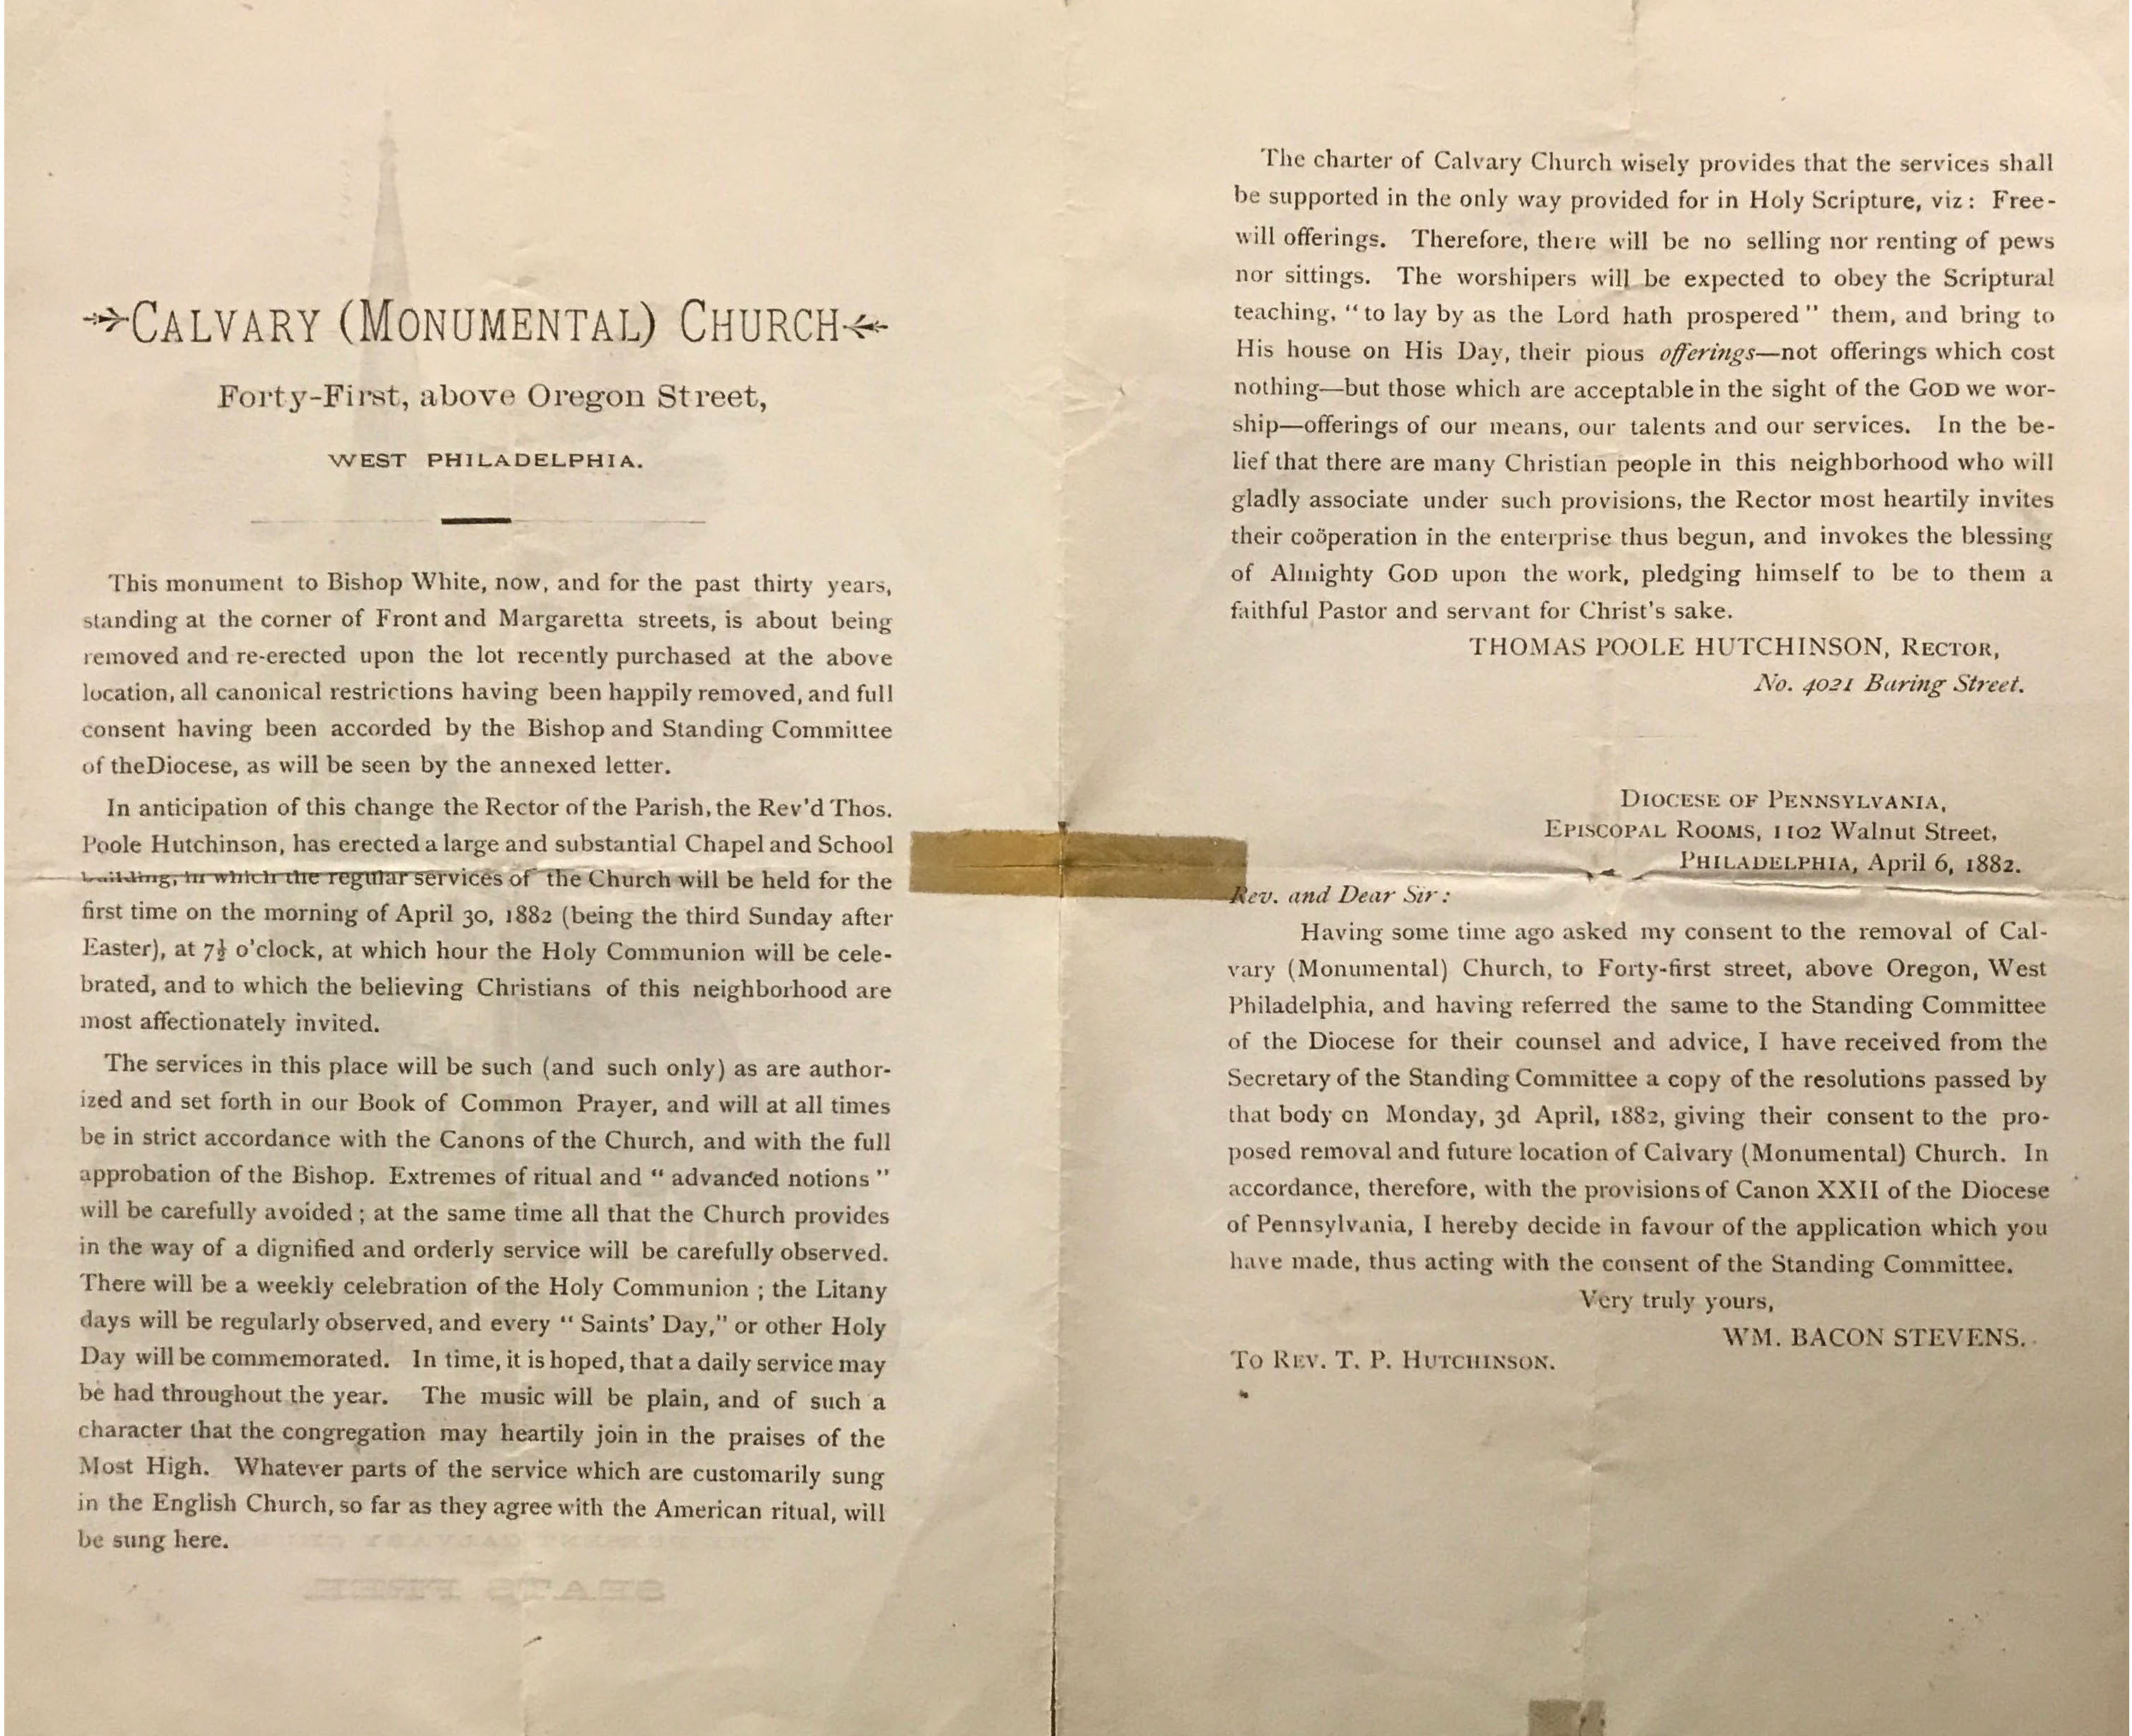 CALVARY (MONUMENTAL) CHURCH
Forty-First, above Oregon Street,
WEST PHILADELPHIA.
This monument to Bishop White, now, and for the past thirty years,
standing at the corner of Front and Margaretta streets, is about being
removed and re-erected upon the lot recently purchased at the above
location, all canonical restrictions having been happily removed, and full
consent having been accorded by the Bishop and Standing Committee
of theDiocese, as will be seen by the annexed letter.
In anticipation of this change the Rector of the Parish, the Rev'd Thos.
Poole Hutchinson, has erected a large and substantial Chapel and School
building, in which the regular services of the Church will be held for the
first time on the morning of April 30, 1882 (being the third Sunday after
Easter), at 7½ o'clock, at which hour the Holy Communion will be cele-
brated, and to which the believing Christians of this neighborhood are
most affectionately invited.
The services in this place will be such (and such only) as are author-
ized and set forth in our Book of Common Prayer, and will at all times
be in strict accordance with the Canons of the Church, and with the full
approbation of the Bishop. Extremes of ritual and " advanced notions "
will be carefully avoided ; at the same time all that the Church provides
in the way of a dignified and orderly service will be carefully observed.
There will be a weekly celebration of the Holy Communion ; the Litany
days will be regularly observed, and every " Saints' Day," or other Holy
Day will be commemorated. In time, it is hoped, that a daily service may
be had throughout the year. The music will be plain, and of such a
character that the congregation may heartily join in the praises of the
Most High. Whatever parts of the service which are customarily sung
in the English Church, so far as they agree with the American ritual, will
be sung here.
SEATS FREE
The charter of Calvary Church wisely provides that the services shall
be supported in the only way provided for in Holy Scripture, viz : Free-
will offerings. Therefore, there will be no selling nor renting of pews
nor sittings. The worshipers will be expected to obey the Scriptural
teaching, " to lay by as the Lord hath prospered " them, and bring to
His house on His Day, their pious offerings—not offerings which cost
nothing—but those which are acceptable in the sight of the GOD we wor-
ship—offerings of our means, our talents and our services. In the be-
lief that there are many Christian people in this neighborhood who will
gladly associate under such provisions, the Rector most heartily invites
their coöperation in the enterprise thus begun, and invokes the blessing
of Almighty GOD upon the work, pledging himself to be to them a
faithful Pastor and servant for Christ's sake.
THOMAS POOLE HUTCHINSON, RECTOR,
No. 4021 Baring Street.
DIOCESE OF PENNSYLVANIA,
EPISCOPAL ROOMS, 1102 Walnut Street,
PHILADELPHIA, April 6, 1882.
Rev. and Dear Sir :
Having some time ago asked my consent to the removal of Cal-
vary (Monumental) Church, to Forty-first street, above Oregon, West
Philadelphia, and having referred the same to the Standing Committee
of the Diocese for their counsel and advice, I have received from the
Secretary of the Standing Committee a copy of the resolutions passed by
that body on Monday, 3d April, 1882, giving their consent to the pro-
posed removal and future location of Calvary (Monumental) Church. In
accordance, therefore, with the provisions of Canon XXII of the Diocese
of Pennsylvania, I hereby decide in favour of the application which you
have made, thus acting with the consent of the Standing Committee.
Very truly yours,
WM. BACON STEVENS.
TO REV. T. P. HUTCHINSON.